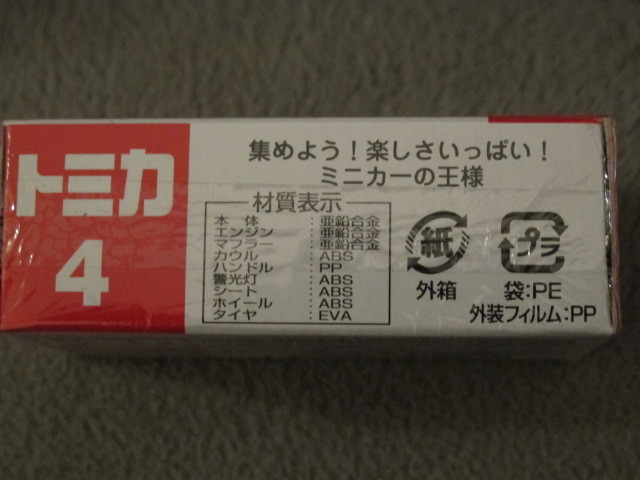 トミカ
4
集めよう!楽しさいっぱい!
ミニカーの王様
材質表示
本体:亜鉛合金
エンジン:亜鉛合金
マフラー:亜鉛合金
カウル:ABS
ハンドル:PP
警光灯:ABS
シート:ABS
ホイール:ABS
タイヤ:EVA
紙
外箱
プラ
袋:PE
外装フィルム:PP